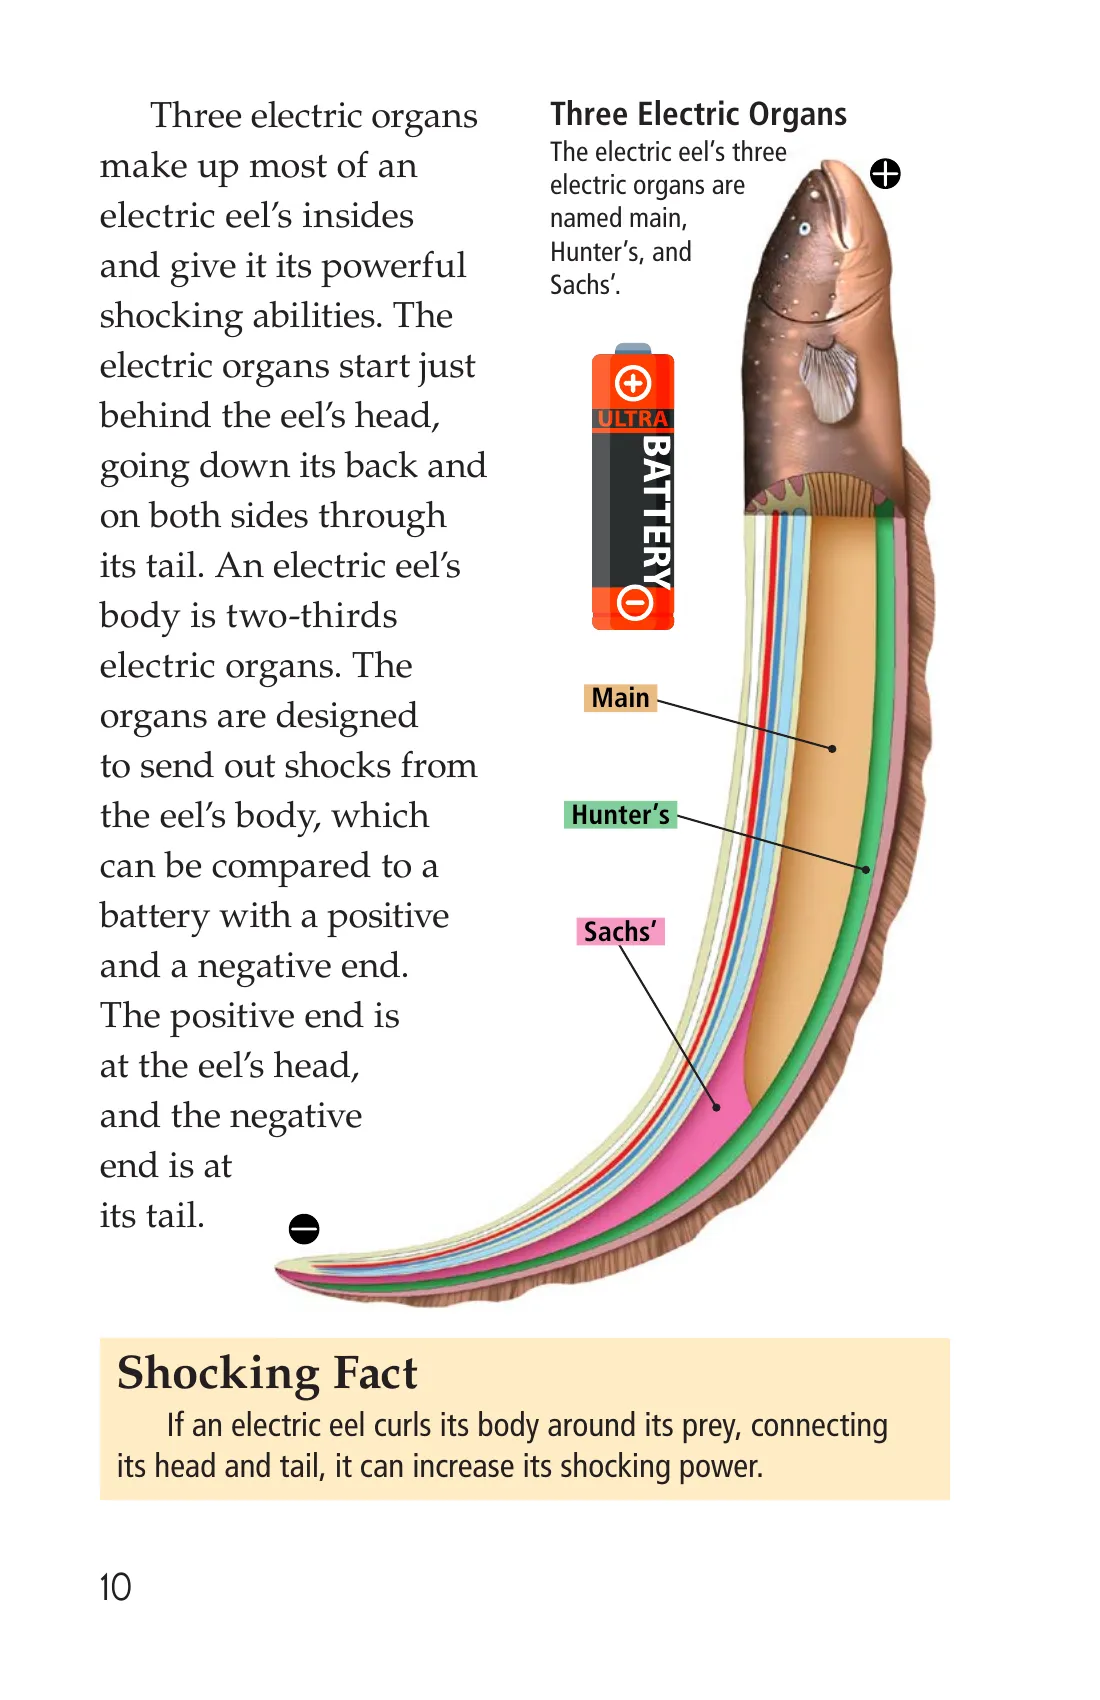 Three electric organs
make up most of an
electric eel’s insides
and give it its powerful
shocking abilities. The
electric organs start just
behind the eel’s head,
going down its back and
on both sides through
its tail. An electric eel’s
body is two-thirds
electric organs. The
organs are designed
to send out shocks from
the eel’s body, which
can be compared to a
battery with a positive
and a negative end.
The positive end is
at the eel’s head,
and the negative
end is at
its tail.
Three Electric Organs
The electric eel’s three
electric organs are
named main,
Hunter’s, and
Sachs’.
+
+
ULTRA
BATTERY
−
Main
Hunter’s
Sachs’
−
Shocking Fact
If an electric eel curls its body around its prey, connecting
its head and tail, it can increase its shocking power.
10